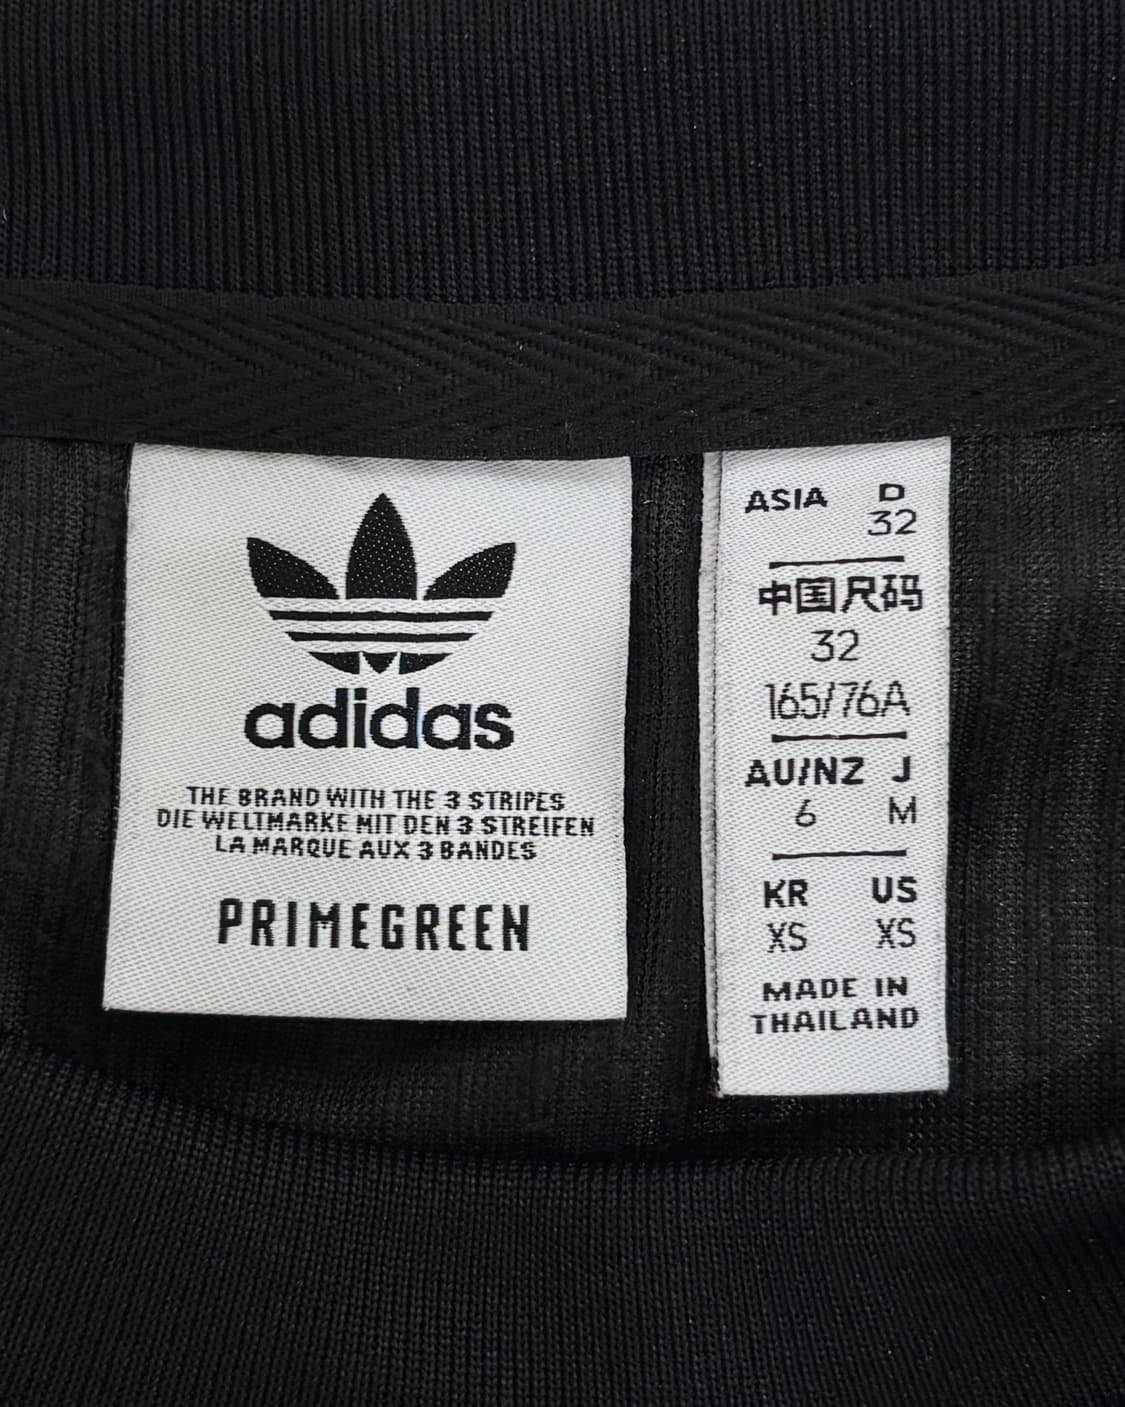 adidas
THE BRAND WITH THE 3 STRIPES
DIE WELTMARKE MIT DEN 3 STREIFEN
LA MARQUE AUX 3 BANDES
PRIMEGREEN
ASIA D
32
中国尺码
32
165/76A
AU/NZ J
6 M
KR US
XS XS
MADE IN
THAILAND